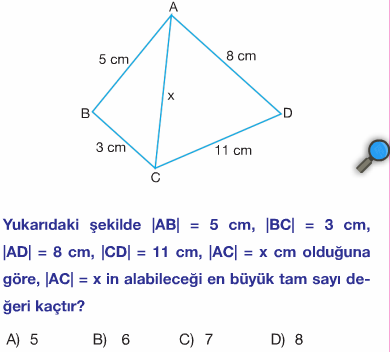 A
5 cm
8 cm
x
B
D
3 cm
11 cm
C
Yukarıdaki şekilde |AB| = 5 cm, |BC| = 3 cm,
|AD| = 8 cm, |CD| = 11 cm, |AC| = x cm olduğuna
göre, |AC| = x in alabileceği en büyük tam sayı de-
ğeri kaçtır?
A) 5 B) 6 C) 7 D) 8